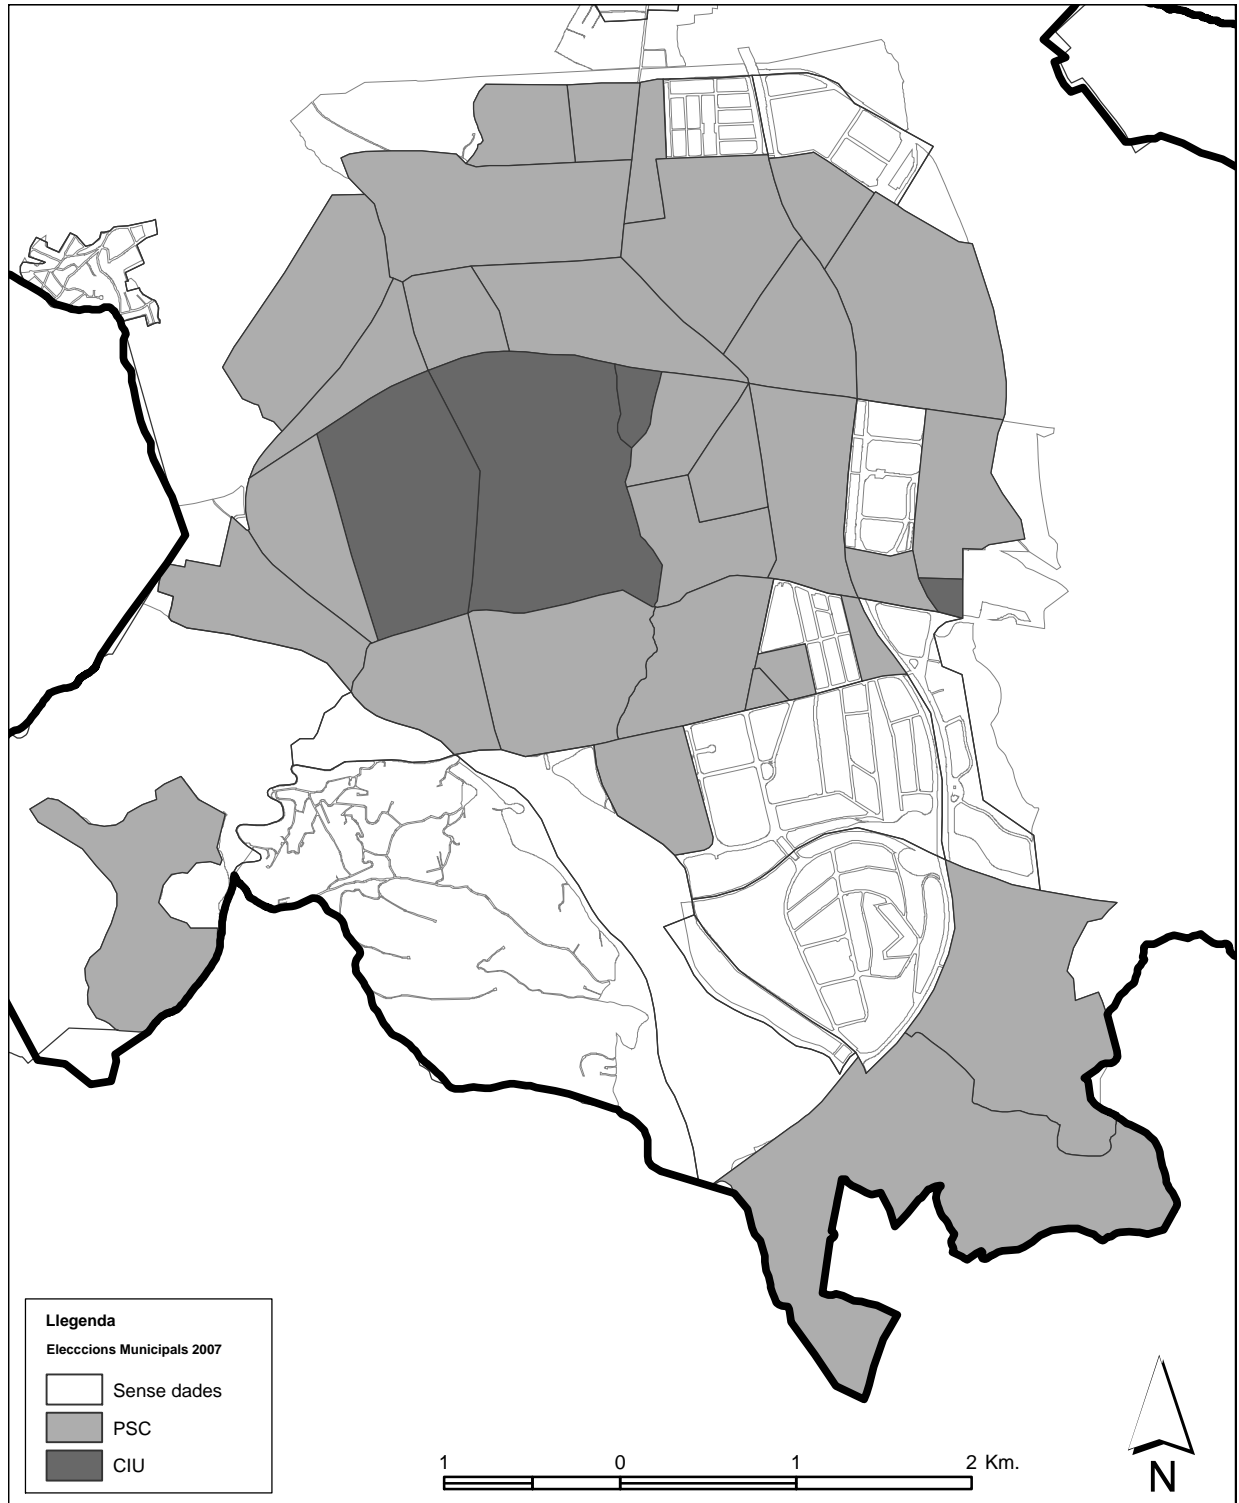 Llegenda
Elecccions Municipals 2007
Sense dades
PSC
CIU
1 0 1 2 Km.
N